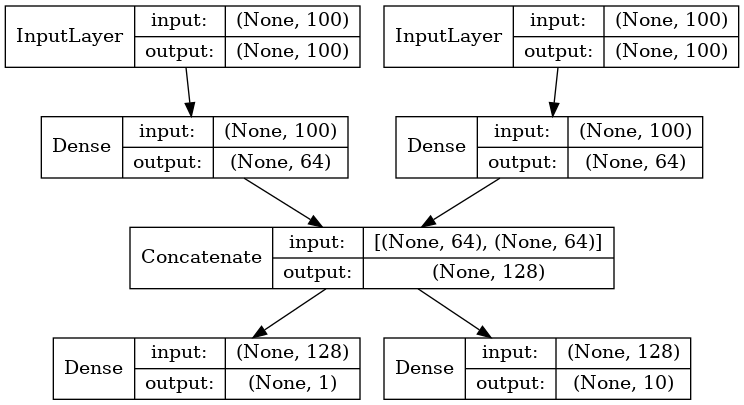 InputLayer input: (None, 100) output: (None, 100)
InputLayer input: (None, 100) output: (None, 100)
Dense input: (None, 100) output: (None, 64)
Dense input: (None, 100) output: (None, 64)
Concatenate input: [(None, 64), (None, 64)] output: (None, 128)
Dense input: (None, 128) output: (None, 1)
Dense input: (None, 128) output: (None, 10)